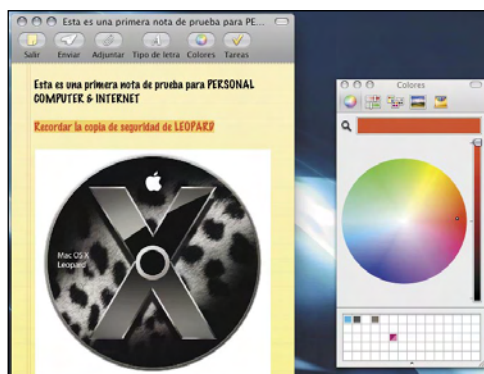 Esta es una primera nota de prueba para PE...
Salir Enviar Adjuntar Tipo de letra Colores Tareas
Esta es una primera nota de prueba para PERSONAL
COMPUTER & INTERNET
Recordar la copia de seguridad de LEOPARD
Mac OS X
Leopard
Colores